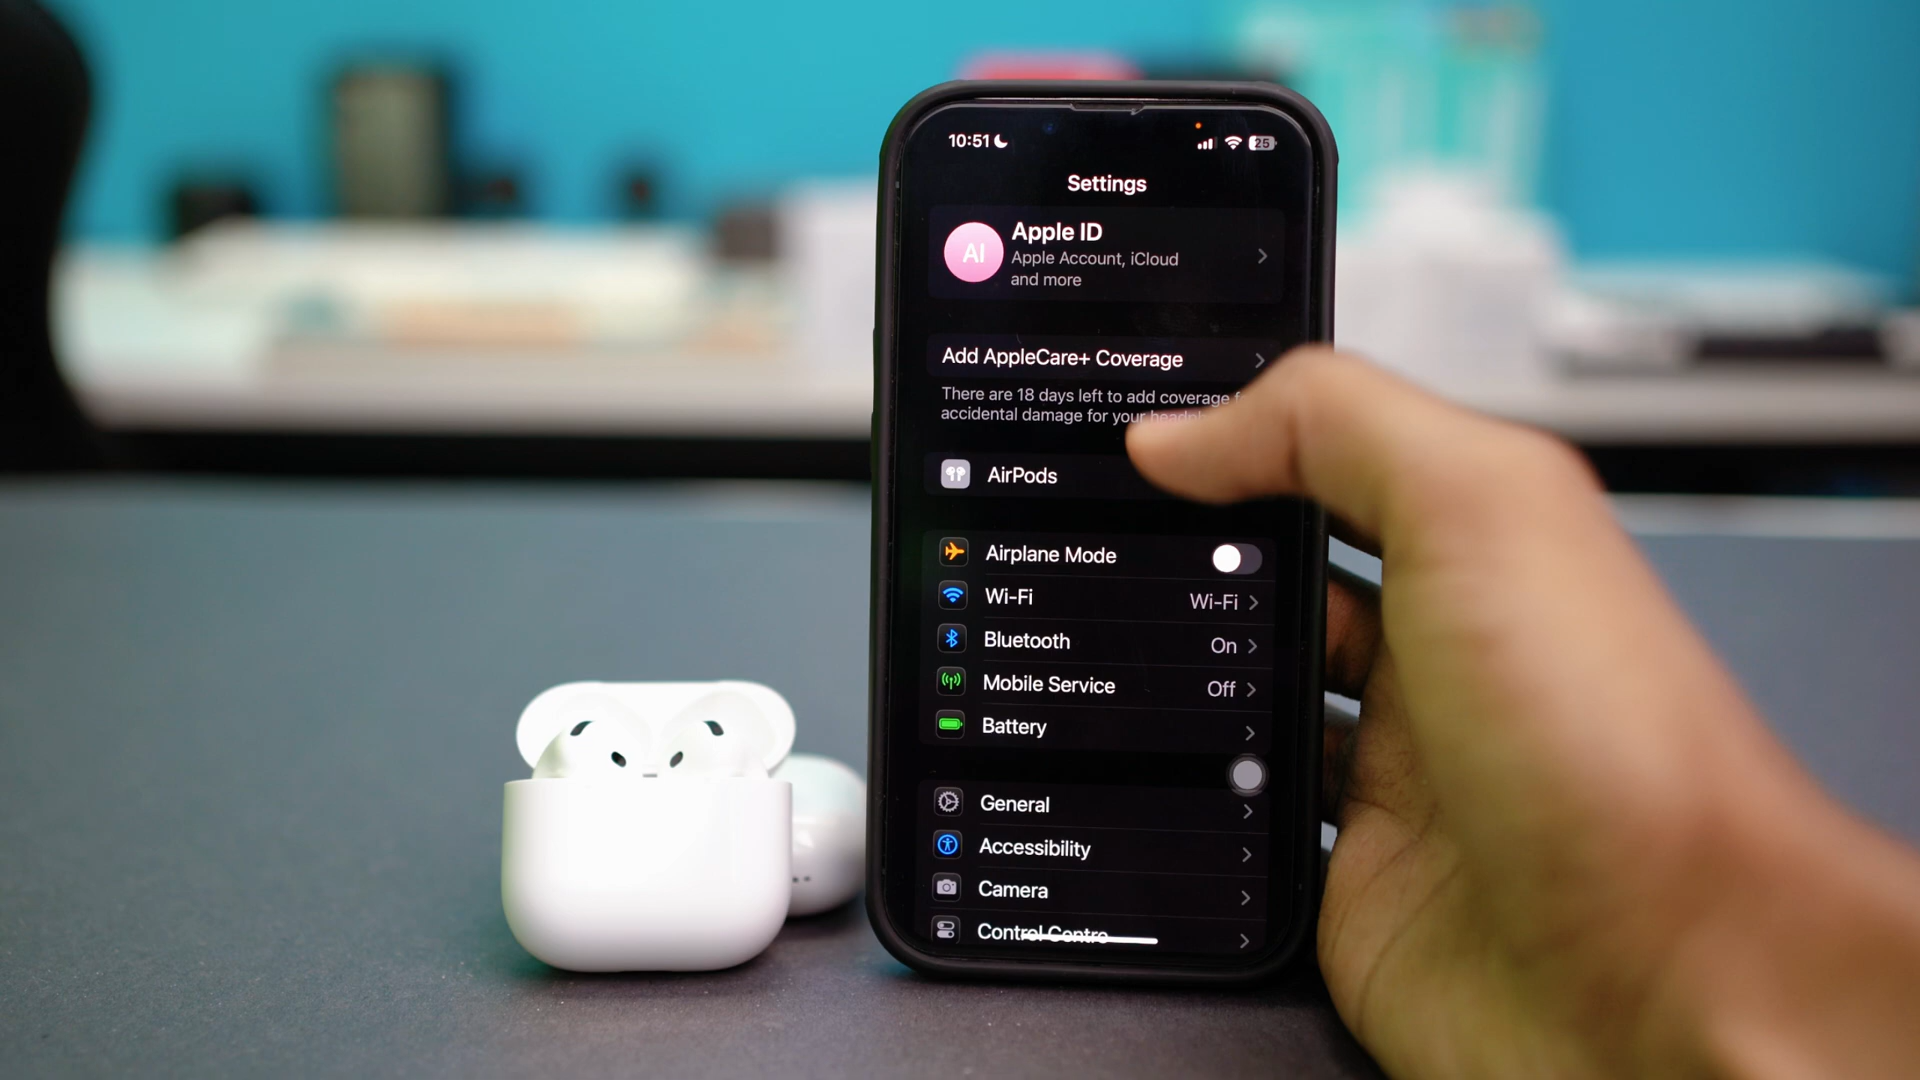 10:51
25
Settings
AI
Apple ID
Apple Account, iCloud
and more
Add AppleCare+ Coverage
There are 18 days left to add coverage
accidental damage for your
AirPods
Airplane Mode
Wi-Fi Wi-Fi
Bluetooth On
Mobile Service Off
Battery
General
Accessibility
Camera
Control Centre